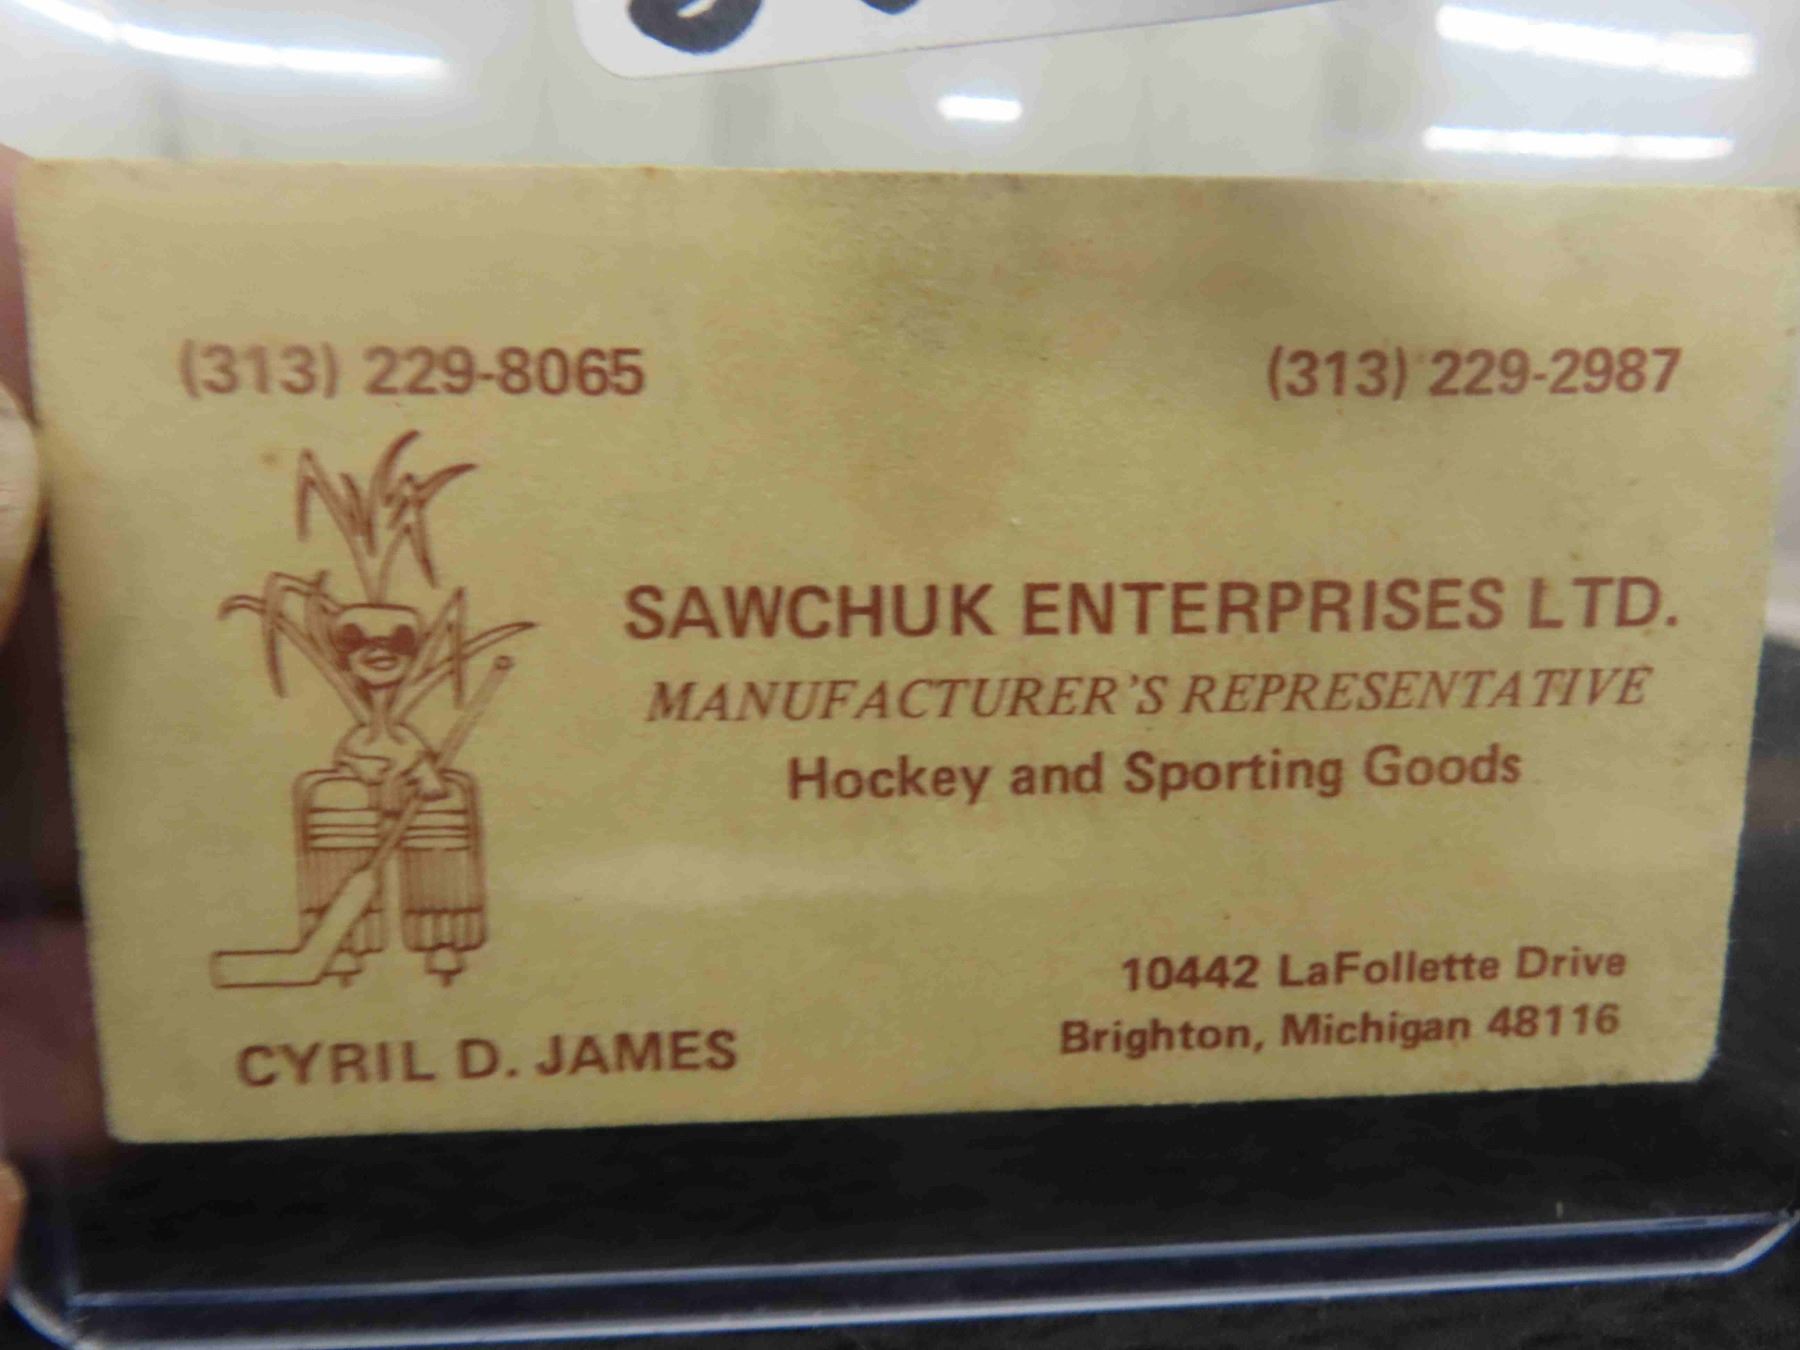 (313) 229-8065
(313) 229-2987
SAWCHUK ENTERPRISES LTD.
MANUFACTURER'S REPRESENTATIVE
Hockey and Sporting Goods
10442 LaFollette Drive
Brighton, Michigan 48116
CYRIL D. JAMES